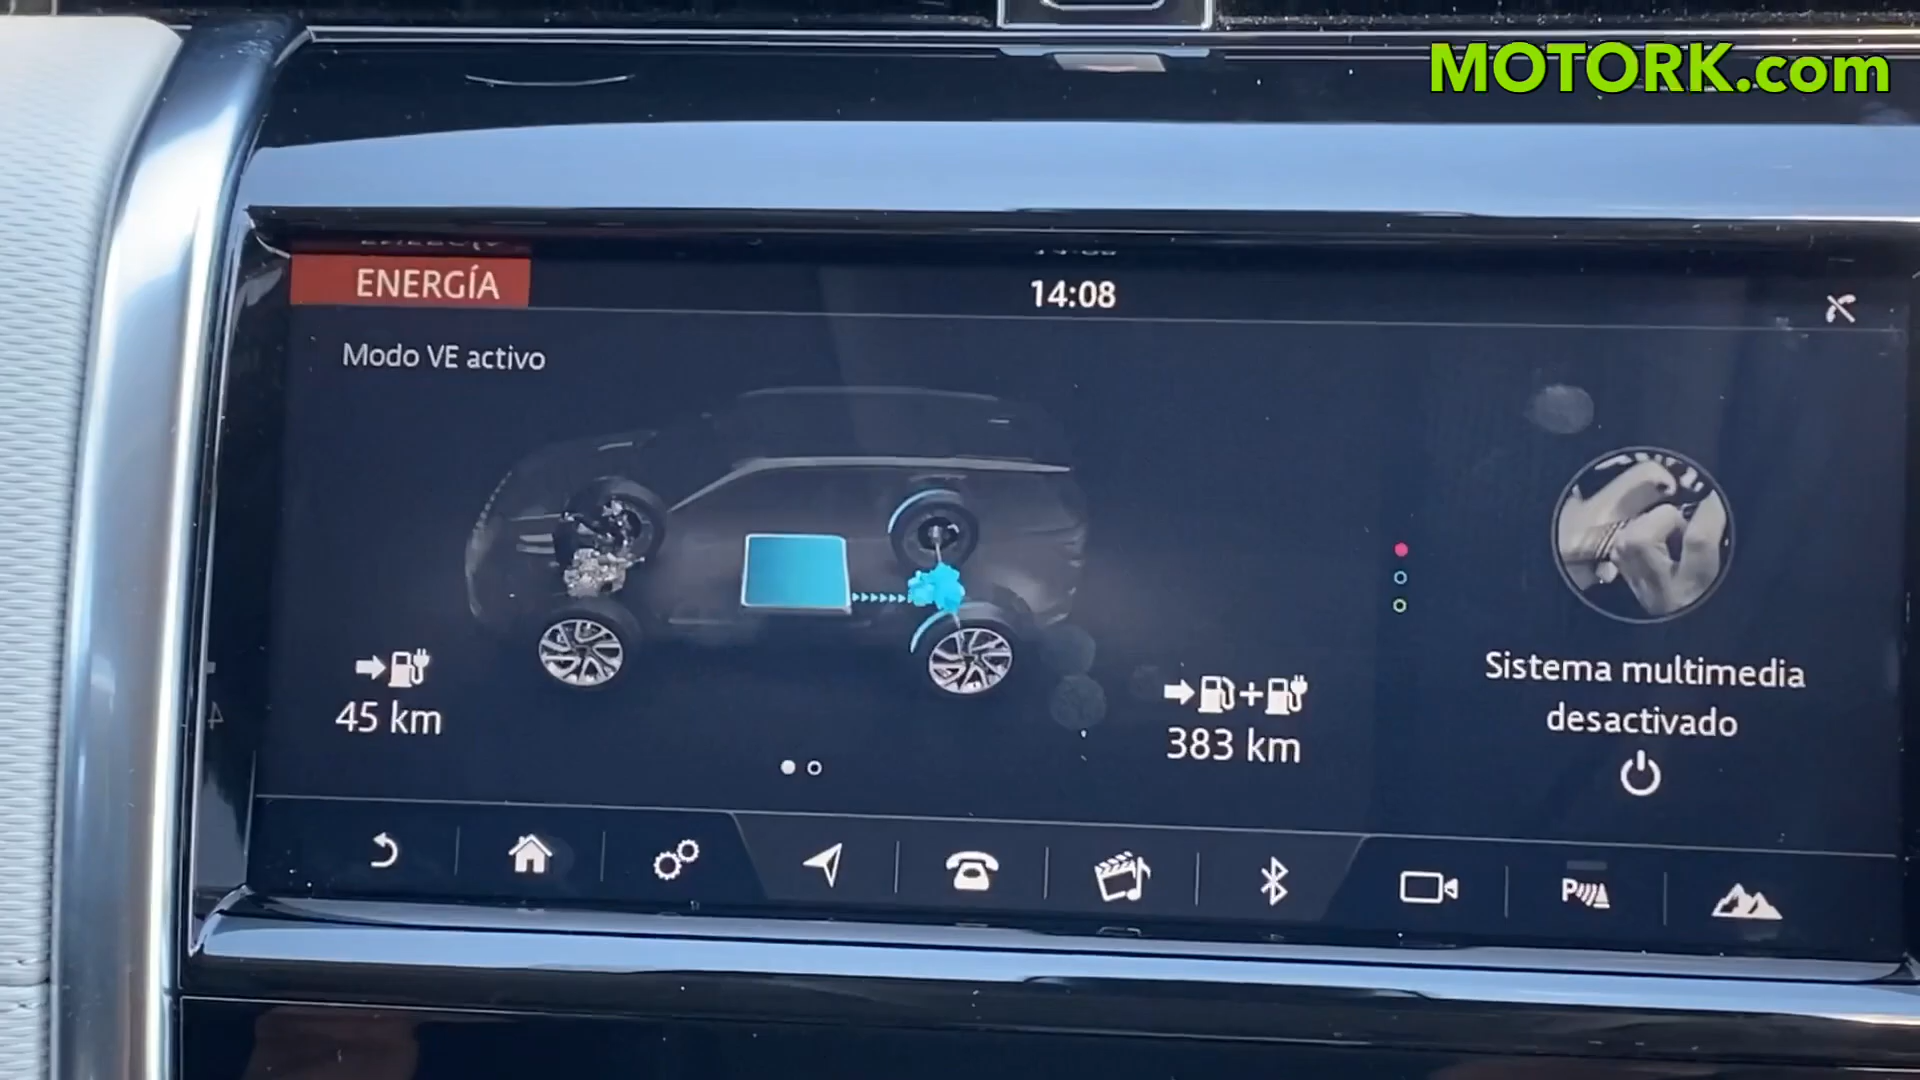 MOTORK.com
ENERGÍA
14:08
Modo VE activo
45 km
383 km
Sistema multimedia
desactivado
P